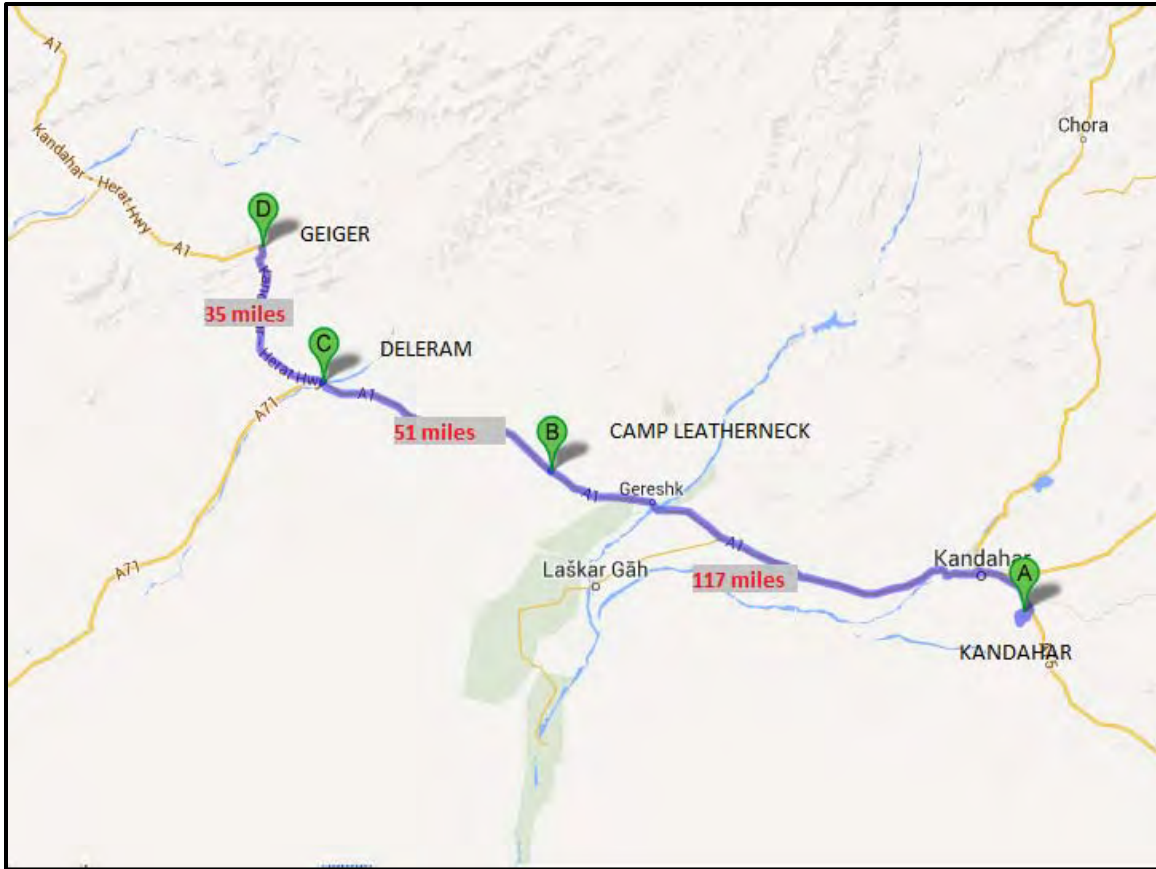 A1
Kandahar - Herat Hwy
Chora
D
GEIGER
A1
35 miles
C
DELERAM
Herat Hwy
A1
A71
51 miles
B
CAMP LEATHERNECK
A1
Gereshk
A1
A71
Laškar Gāh
117 miles
Kandahar
A
KANDAHAR